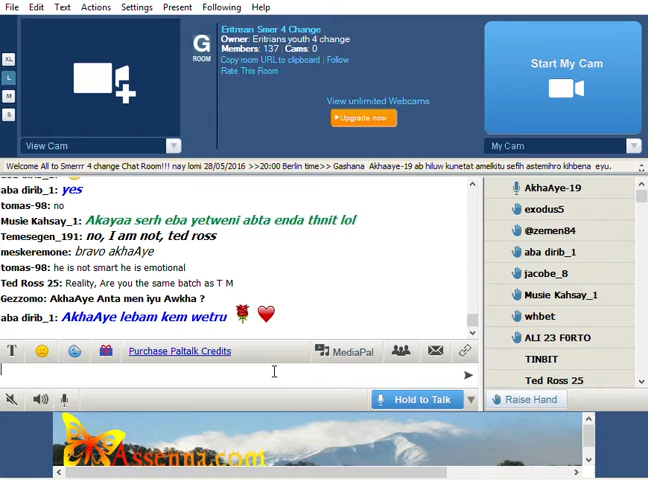 File Edit Text Actions Settings Present Following Help
XL
L
M
S
G
ROOM
Eritrean Smer 4 Change
Owner: Eritrians youth 4 change
Members: 137 Cams: 0
Copy room URL to clipboard | Follow
Rate This Room
View unlimited Webcams
Upgrade now
Start My Cam
View Cam
My Cam
Welcome All to Smerrr 4 change Chat Room!!! nay lomi 28/05/2016 >>20:00 Berlin time>> Gashana Akhaaye-19 ab hiluw kunetat amelkitu sefih astemihro kihbena eyu.
aba dirib_1: yes
tomas-98: no
Musie Kahsay_1: Akayaa serh eba yetweni abta enda thnit lol
Temesegen_191: no, I am not, ted ross
meskeremone: bravo akhaAye
tomas-98: he is not smar he is emotional
Ted Ross 25: Reality, Are you the same batch as T M
Gezzomo: AkhaAye Anta men iyu Awkha ?
aba dirib_1: AkhaAye lebam kem wetru
AkhaAye-19
exodus5
@zemen84
aba dirib_1
jacobe_8
Musie Kahsay_1
whbet
ALI 23 FORTO
TINBIT
Ted Ross 25
T
Purchase Paltalk Credits
MediaPal
Hold to Talk
Raise Hand
Assenna.com